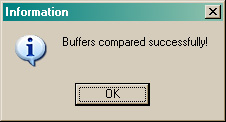 Information
Buffers compared successfully!
OK